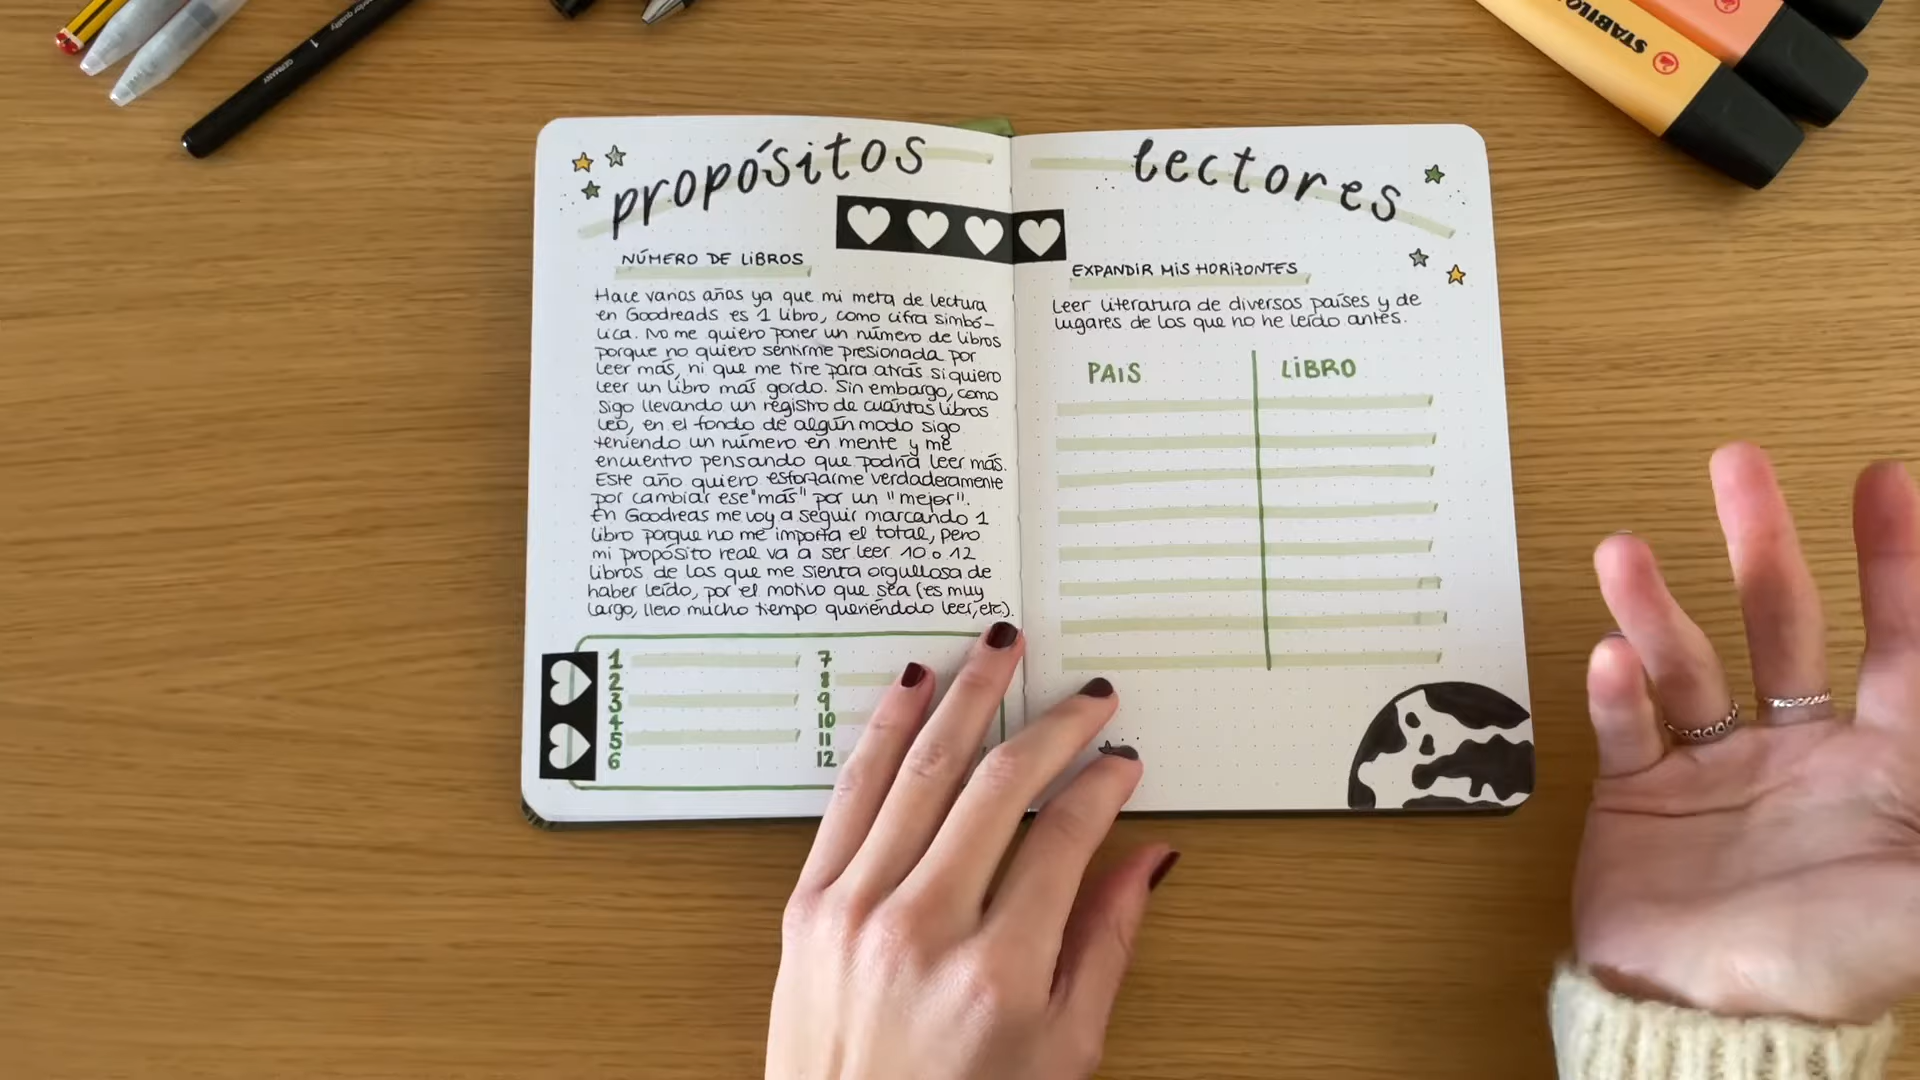 propósitos lectores
NÚMERO DE LIBROS
Hace varios años ya que mi meta de lectura
en Goodreads es 1 libro, como cifra simbó-
lica. No me quiero poner un número de libros
porque no quiero sentirme presionada por
leer más, ni que me tire para atrás si quiero
leer un libro más gordo. Sin embargo, como
sigo llevando un registro de cuántos libros
leo, en el fondo de algún modo sigo
teniendo un número en mente y me
encuentro pensando que podría leer más.
Este año quiero esforzarme verdaderamente
por cambiar ese "más" por un "mejor".
En Goodreas me voy a seguir marcando 1
libro porque no me importa el total, pero
mi propósito real va a ser leer 10 o 12
libros de los que me sienta orgullosa de
haber leído, por el motivo que sea (es muy
largo, llevo mucho tiempo queriéndolo leer, etc).
1
2
3
4
5
6
7
8
9
10
11
12
EXPANDIR MIS HORIZONTES
Leer literatura de diversos países y de
lugares de los que no he leído antes.
PAIS LIBRO
STABILO
GERMANY